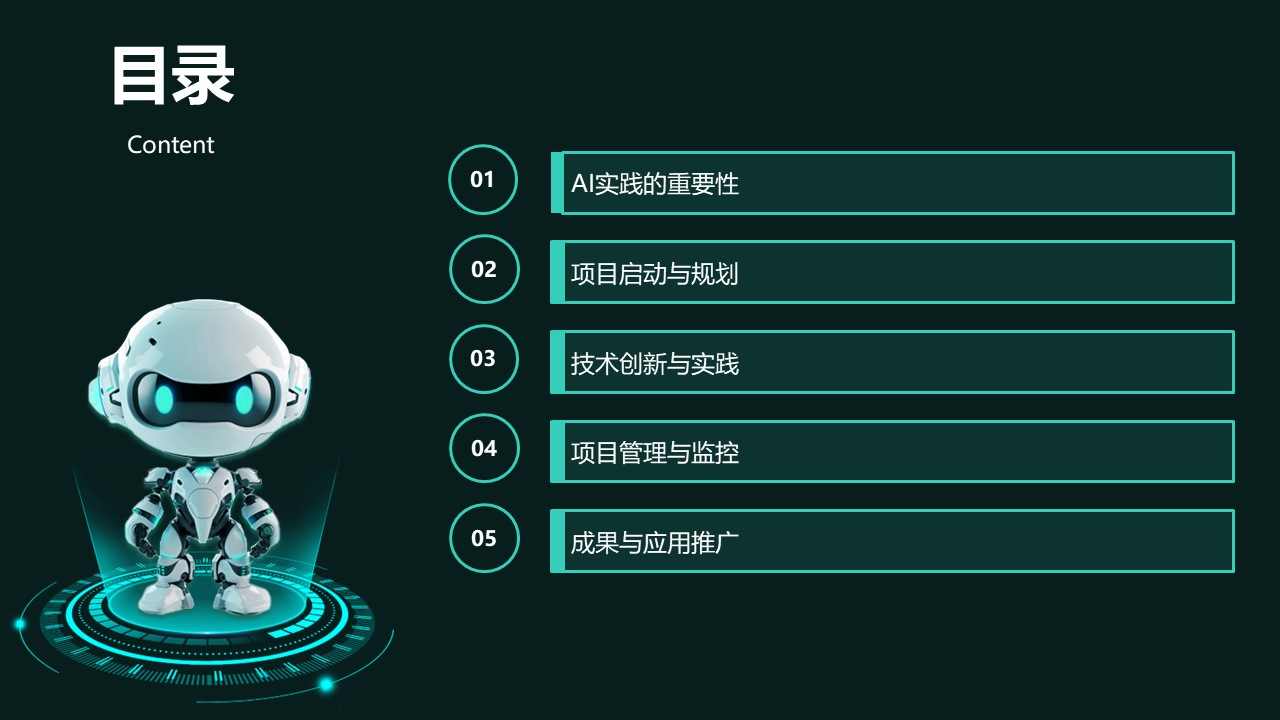 目录
Content
01
AI实践的重要性
02
项目启动与规划
03
技术创新与实践
04
项目管理与监控
05
成果与应用推广